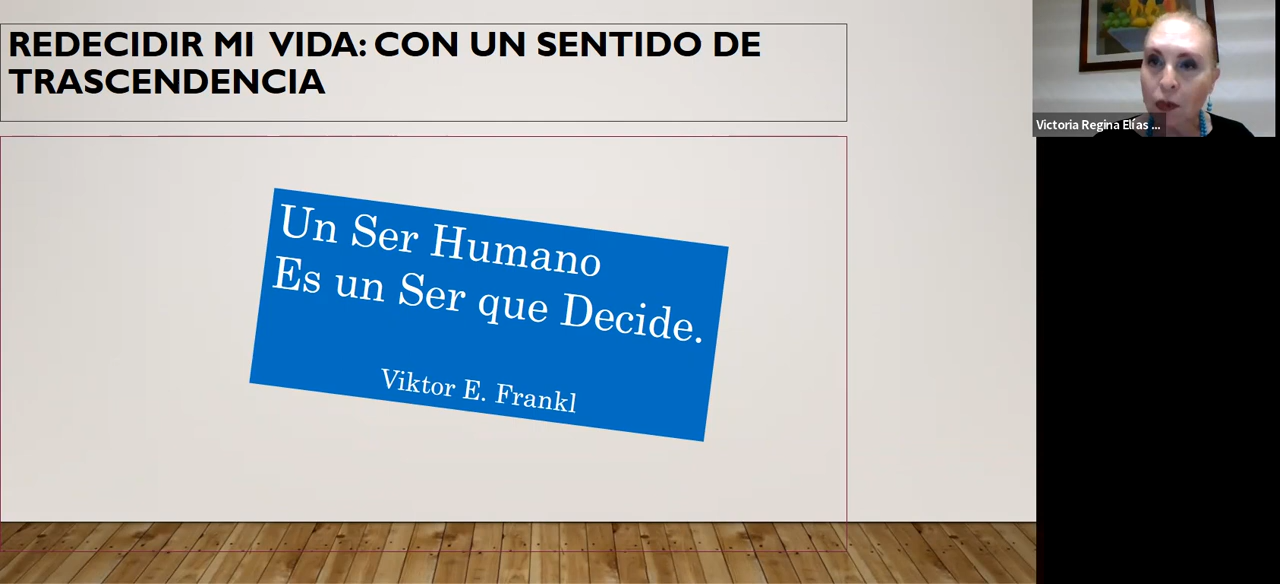 REDECIDIR MI VIDA: CON UN SENTIDO DE
TRASCENDENCIA
Un Ser Humano
Es un Ser que Decide.
Viktor E. Frankl
Victoria Regina Elías ...